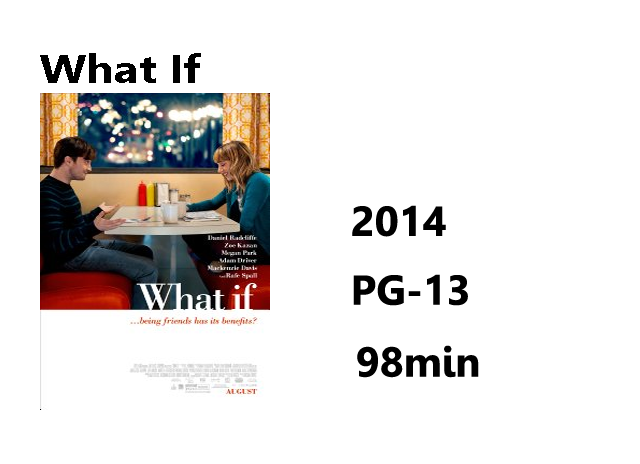 What If
Daniel Radcliffe
Zoe Kazan
Megan Park
Adam Driver
Mackenzie Davis
and Rafe Spall
What if
...being friends has its benefits?
AUGUST
2014
PG-13
98min